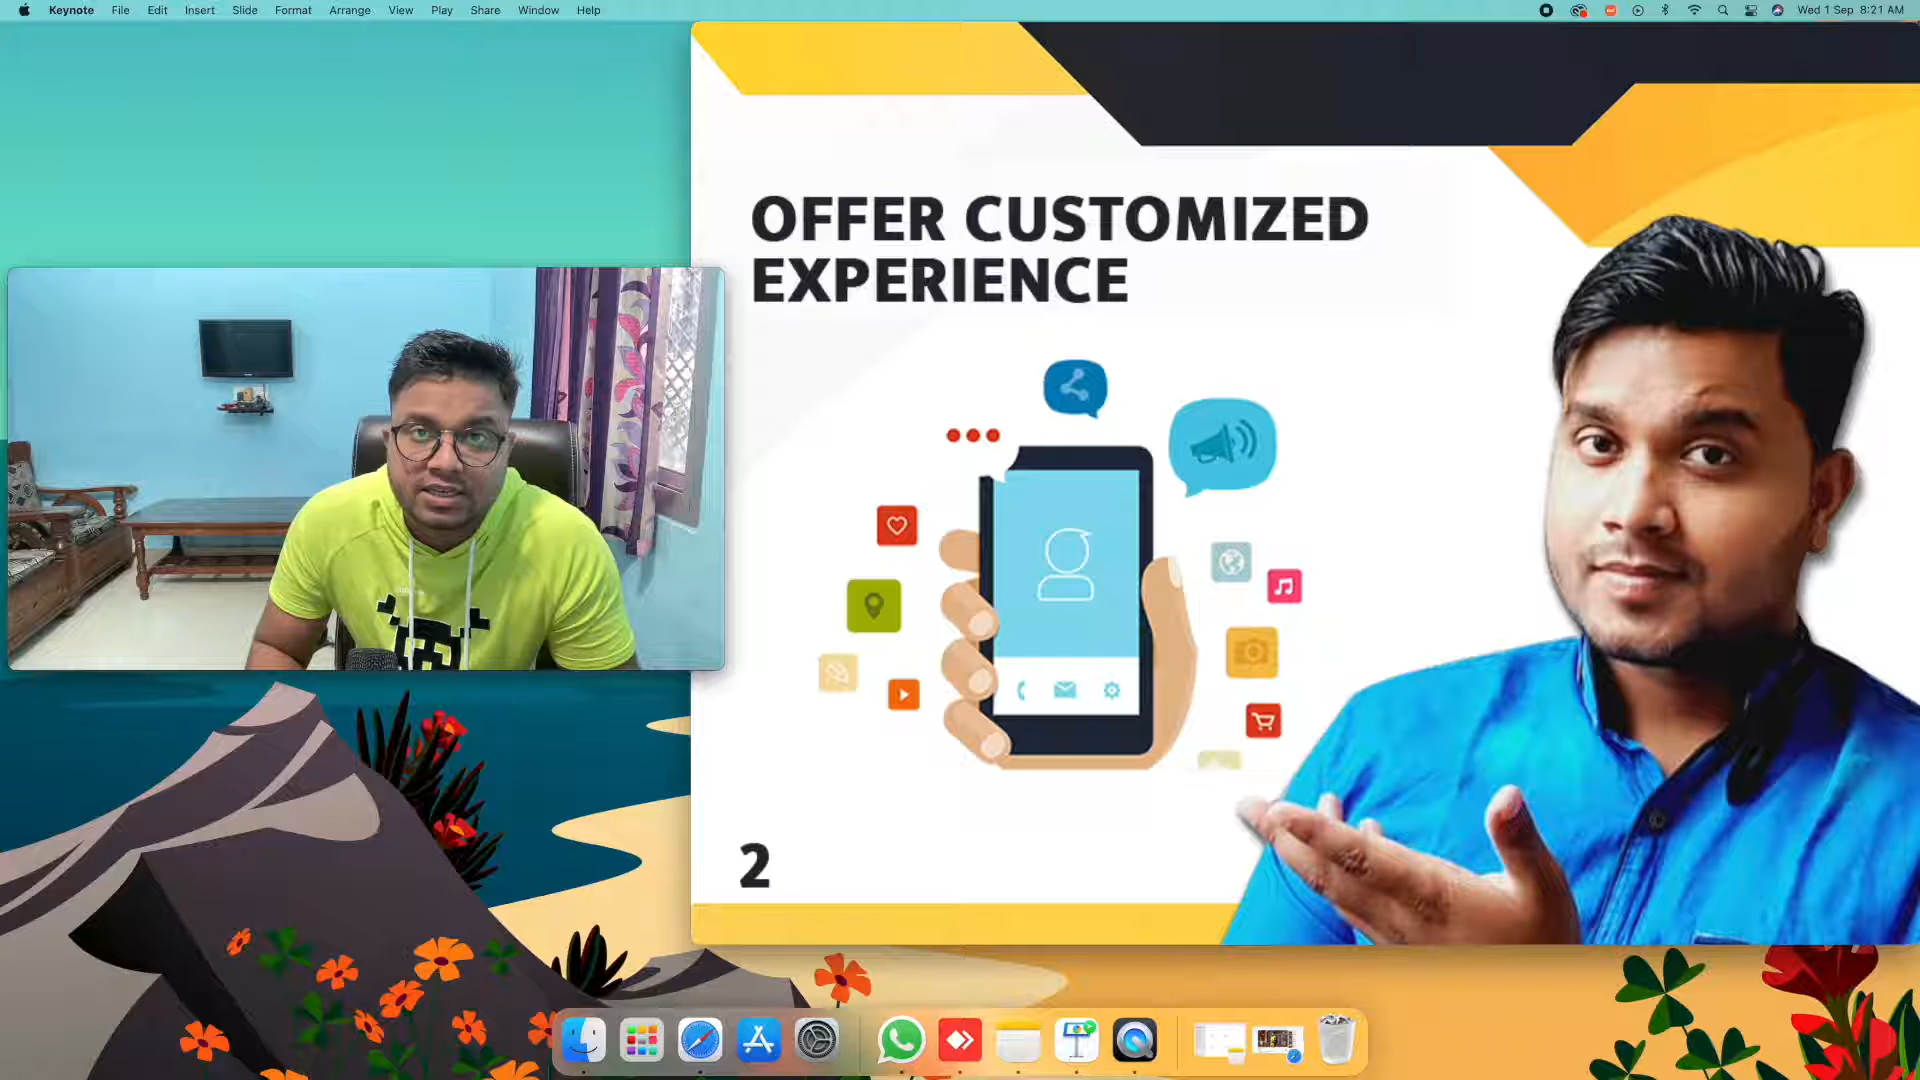 Keynote File Edit Insert Slide Format Arrange View Play Share Window Help
Wed 1 Sep 8:21 AM
OFFER CUSTOMIZED
EXPERIENCE
2